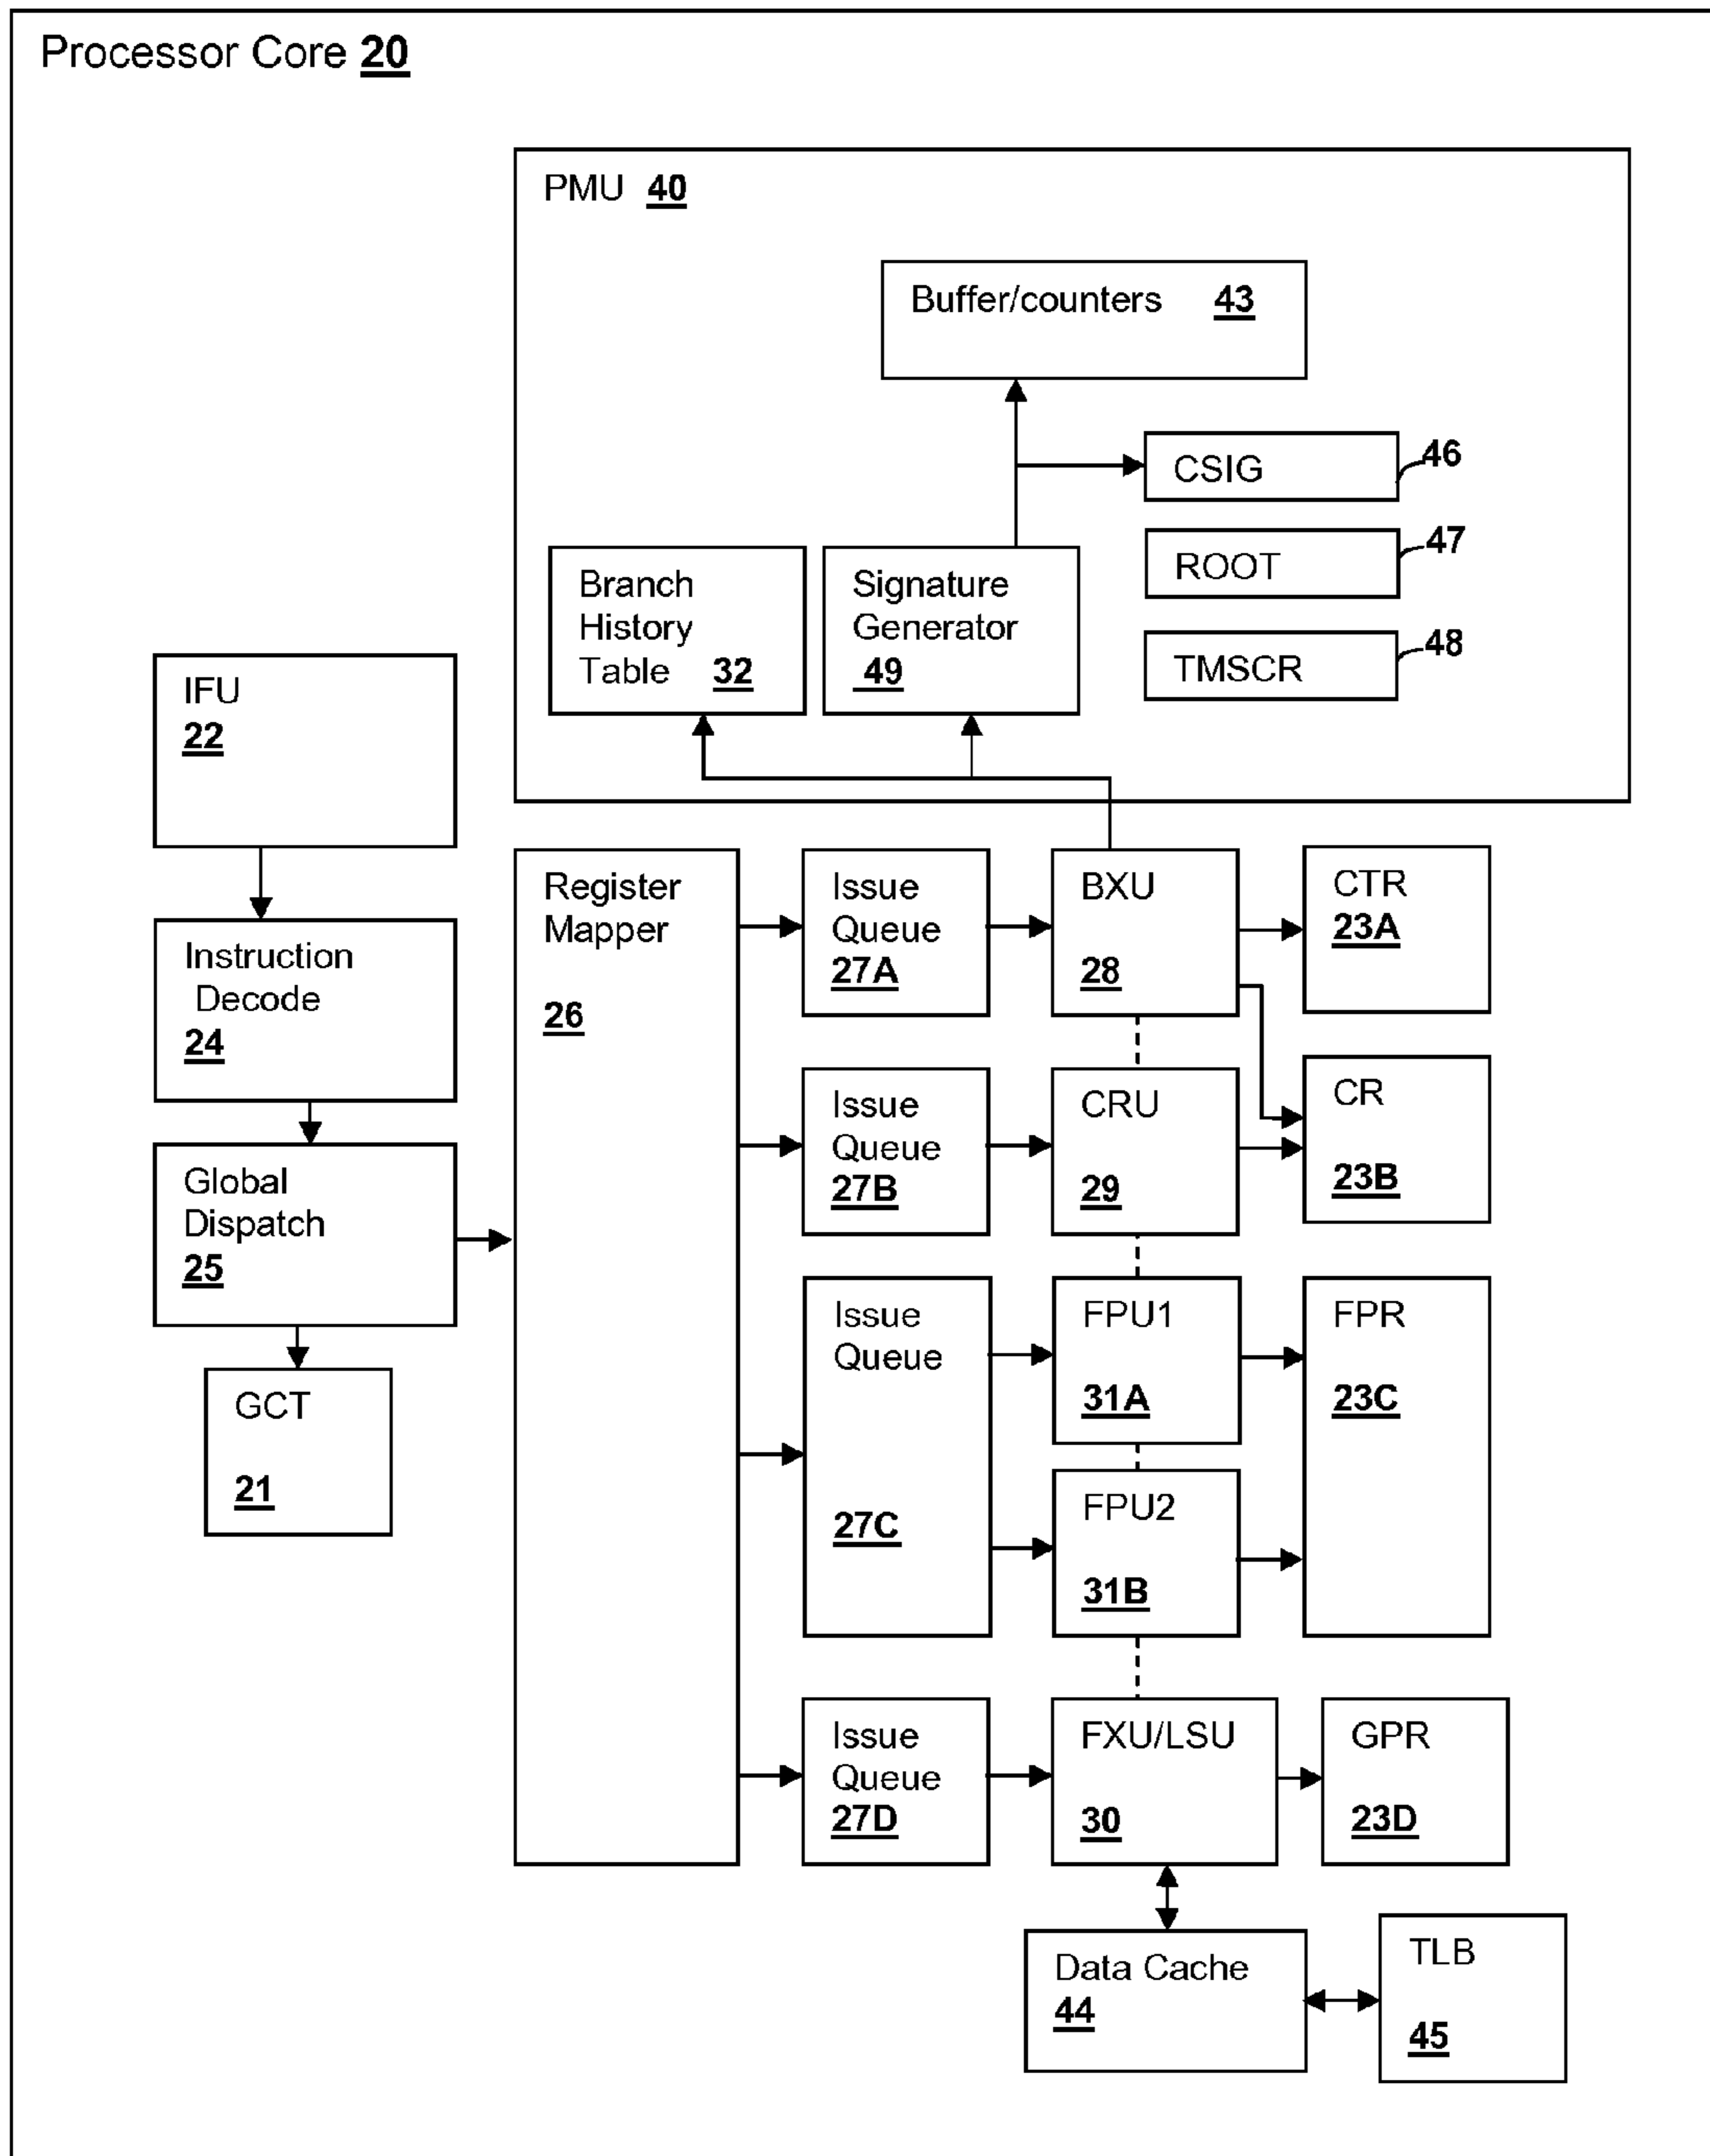 Processor Core 20
PMU 40
Buffer/counters 43
CSIG
46
ROOT
47
TMSCR
48
Branch
History
Table 32
Signature
Generator
49
IFU
22
Instruction
Decode
24
Global
Dispatch
25
GCT
21
Register
Mapper
26
Issue
Queue
27A
BXU
28
CTR
23A
Issue
Queue
27B
CRU
29
CR
23B
Issue
Queue
27C
FPU1
31A
FPU2
31B
FPR
23C
Issue
Queue
27D
FXU/LSU
30
GPR
23D
Data Cache
44
TLB
45